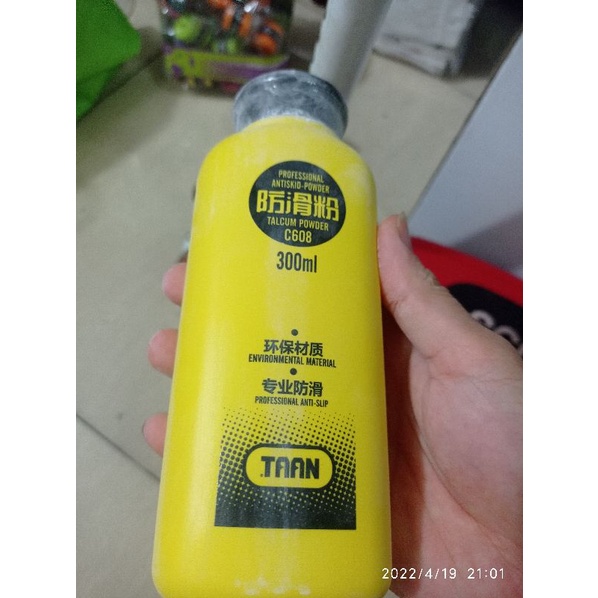 PROFESSIONAL
ANTISKID-POWDER
防滑粉
TALCUM POWDER
C608
300ml
环保材质
ENVIRONMENTAL MATERIAL
专业防滑
PROFESSIONAL ANTI-SLIP
TAAN
2022/4/19 21:01